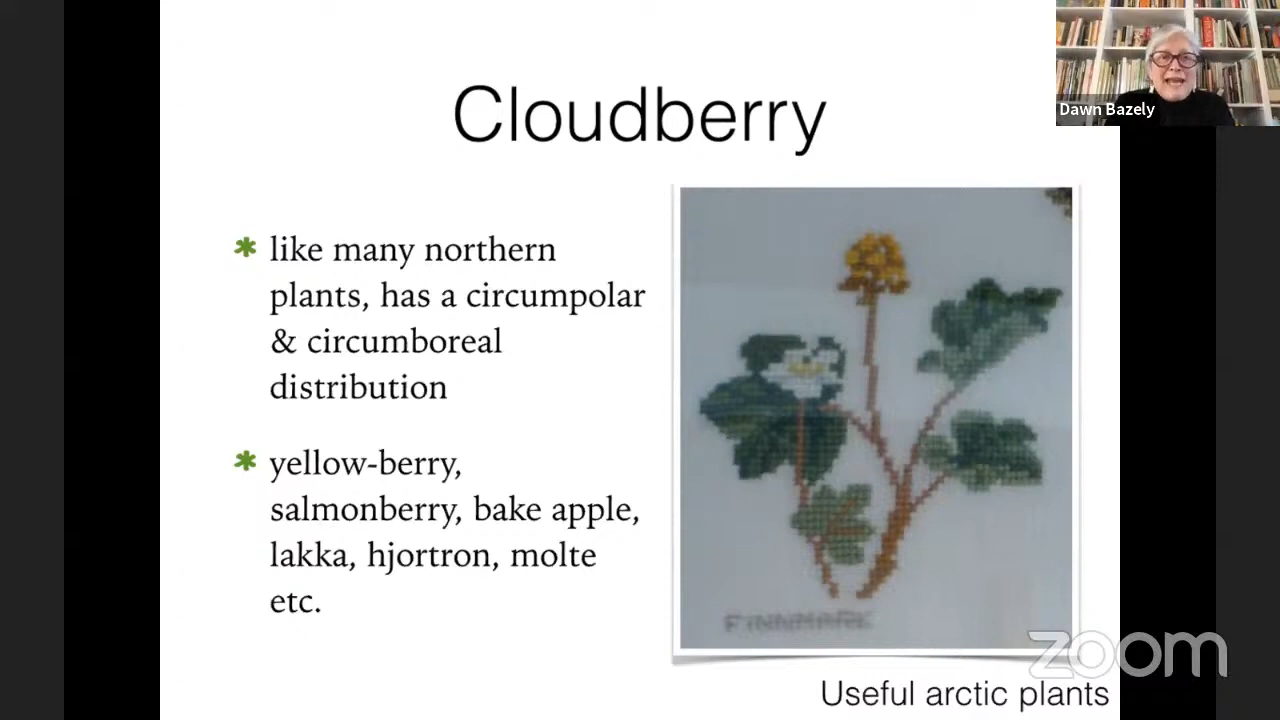 Cloudberry
Dawn Bazely
like many northern
plants, has a circumpolar
& circumboreal
distribution
yellow-berry,
salmonberry, bake apple,
lakka, hjortron, molte
etc.
FINNMARK
zoom
Useful arctic plants